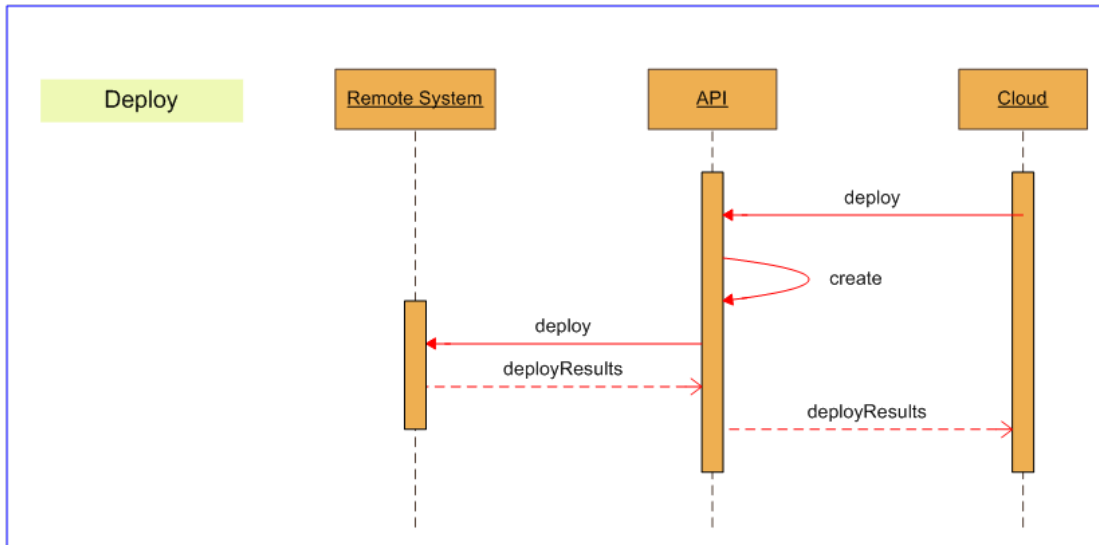 Deploy
Remote System
API
Cloud
deploy
create
deploy
deployResults
deployResults